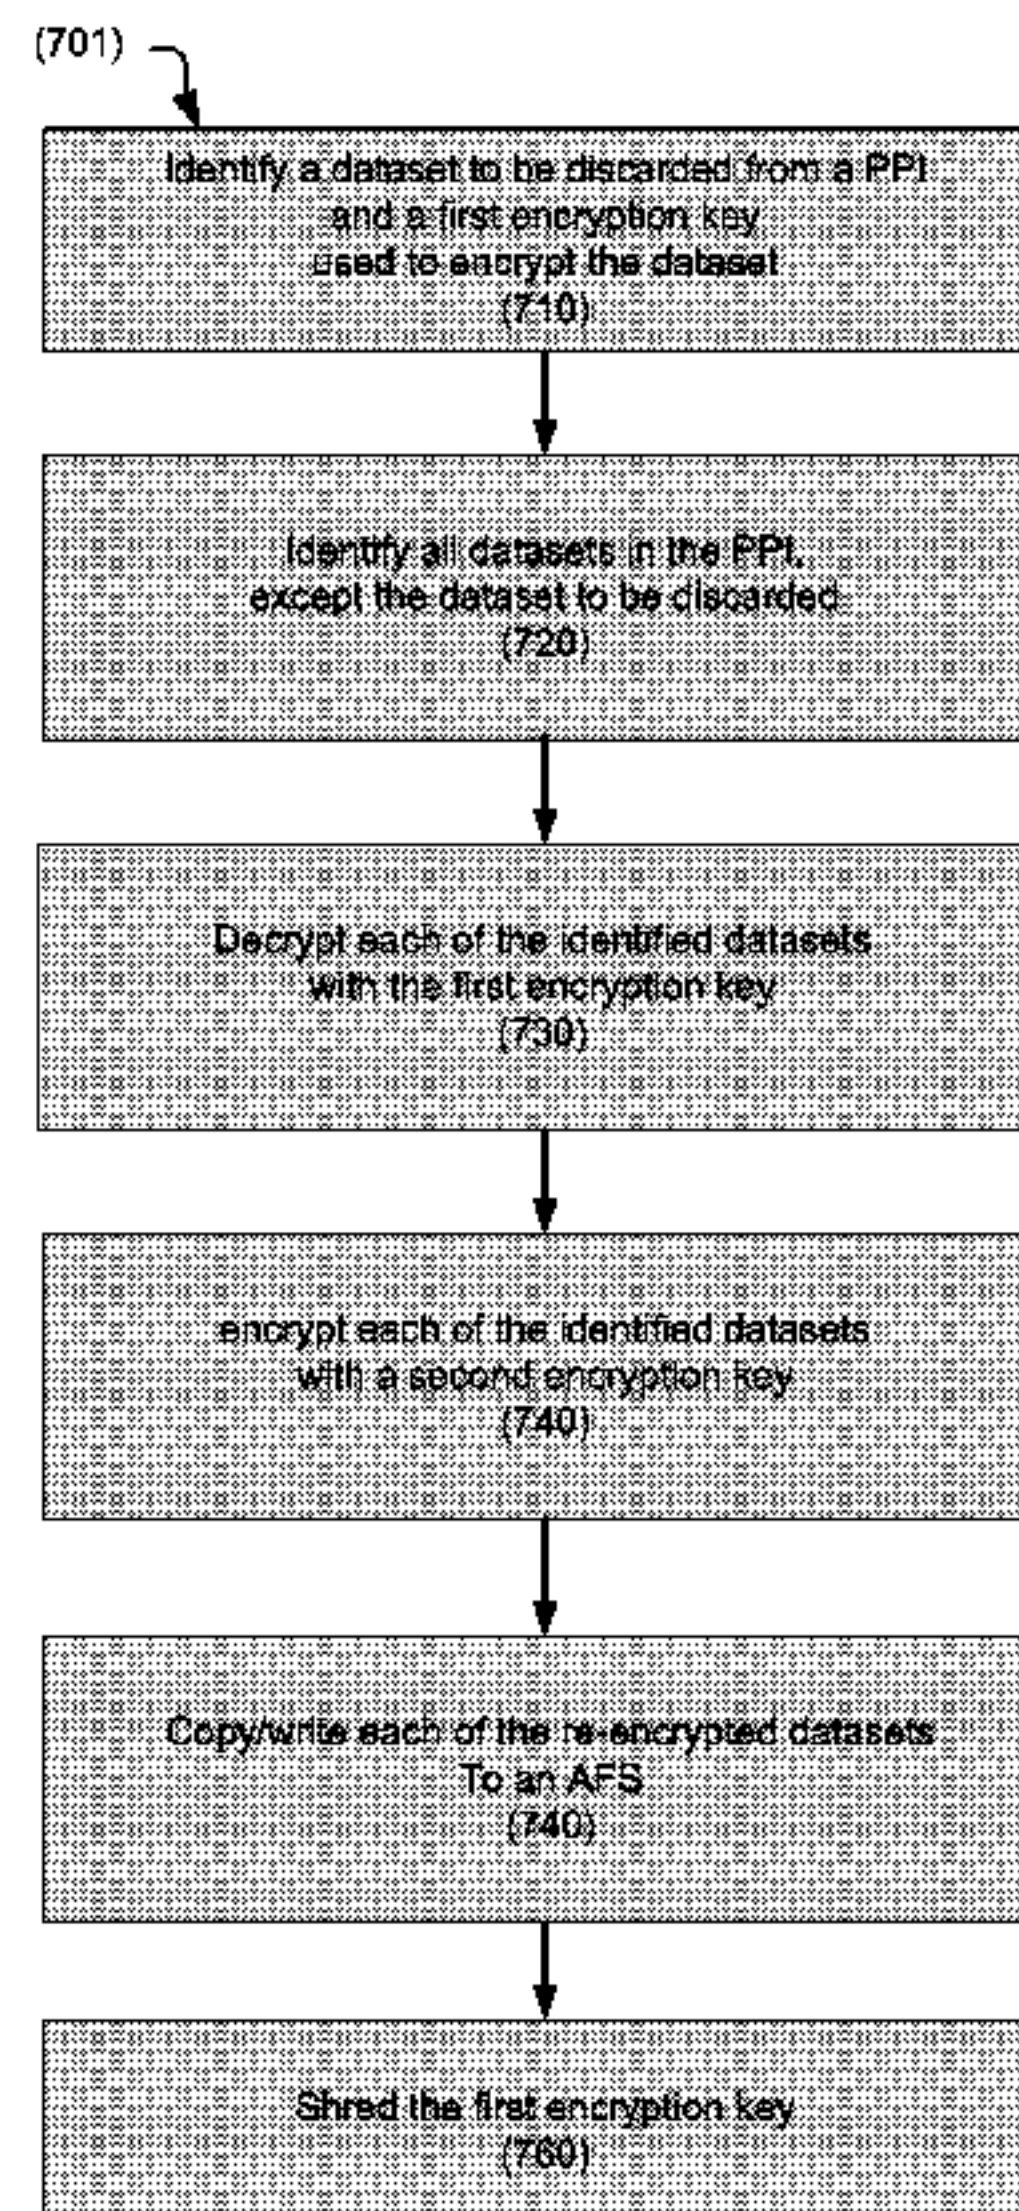 (701)
Identify a dataset to be discarded from a PPI
and a first encryption key
used to encrypt the dataset
(710)
Identify all datasets in the PPI,
except the dataset to be discarded
(720)
Decrypt each of the identified datasets
with the first encryption key
(730)
encrypt each of the identified datasets
with a second encryption key
(740)
Copy/write each of the re-encrypted datasets
To an AFS
(740)
Shred the first encryption key
(760)